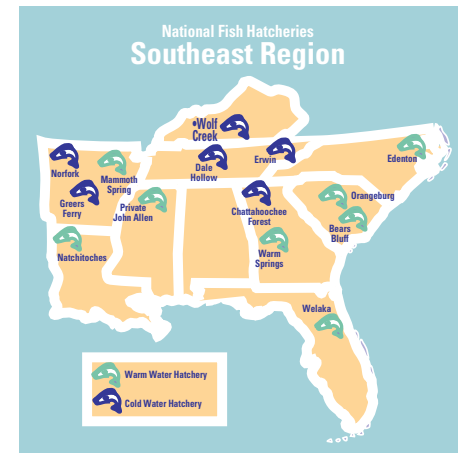 National Fish Hatcheries
Southeast Region
•Wolf
Creek
Norfork
Mammoth
Spring
Dale
Hollow
Erwin
Edenton
Greers
Ferry
Private
John Allen
Chattahoochee
Forest
Orangeburg
Bears
Bluff
Natchitoches
Warm
Springs
Welaka
Warm Water Hatchery
Cold Water Hatchery